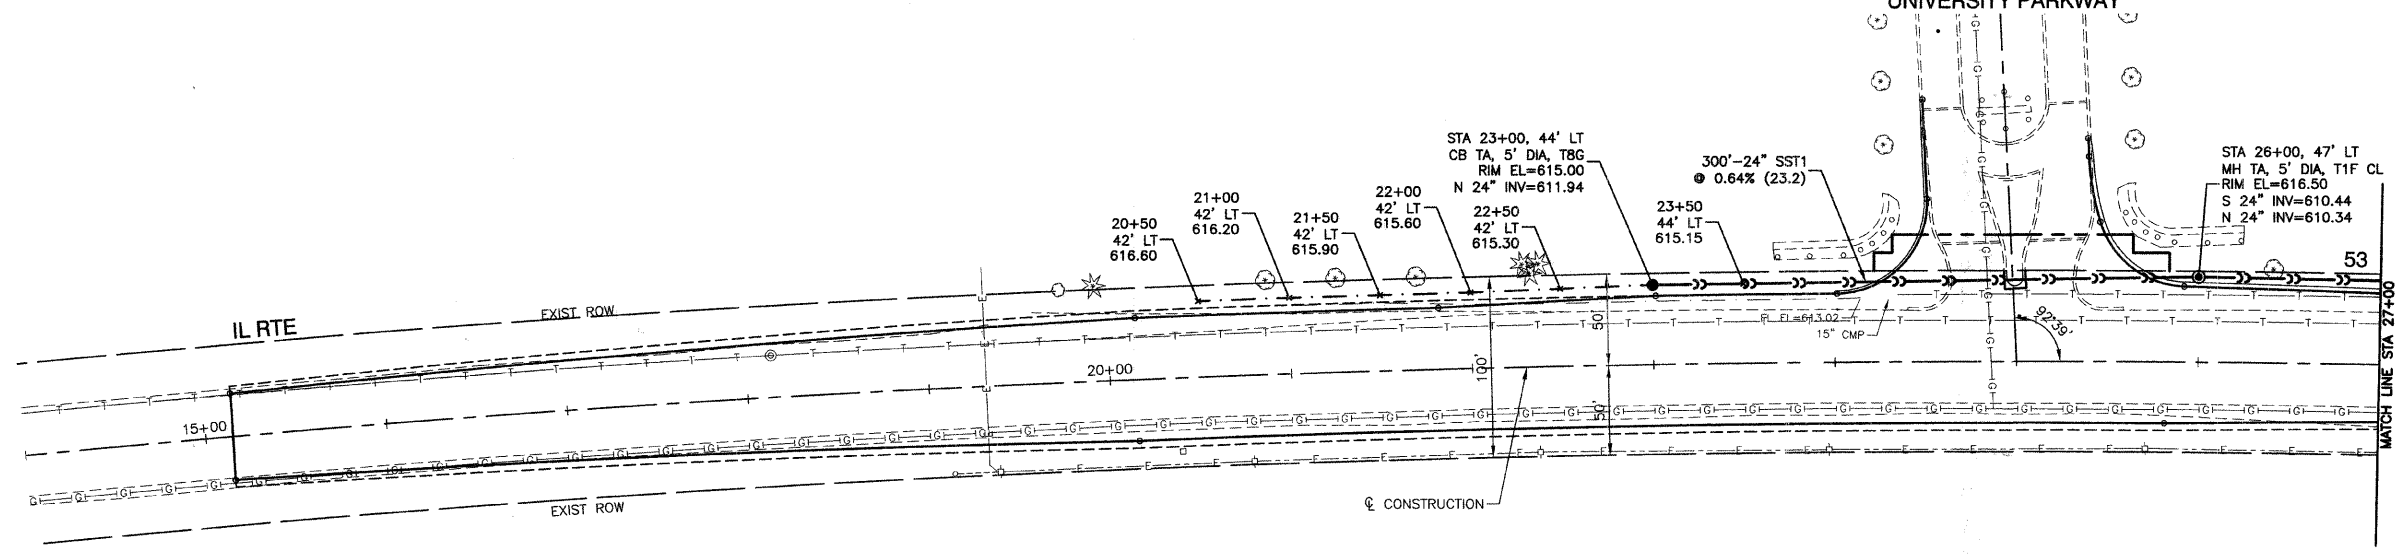 UNIVERSITY PARKWAY
STA 23+00, 44' LT
CB TA, 5' DIA, T8G
RIM EL=615.00
N 24" INV=611.94
300'-24" SST1
@ 0.64% (23.2)
STA 26+00, 47' LT
MH TA, 5' DIA, T1F CL
RIM EL=616.50
S 24" INV=610.44
N 24" INV=610.34
20+50
42' LT
616.60
21+00
42' LT
616.20
21+50
42' LT
615.90
22+00
42' LT
615.60
22+50
42' LT
615.30
23+50
44' LT
615.15
53
IL RTE
EXIST ROW
FL EL=613.02
15" CMP
92°39'
50'
100'
50'
20+00
15+00
EXIST ROW
℄ CONSTRUCTION
MATCH LINE STA 27+00